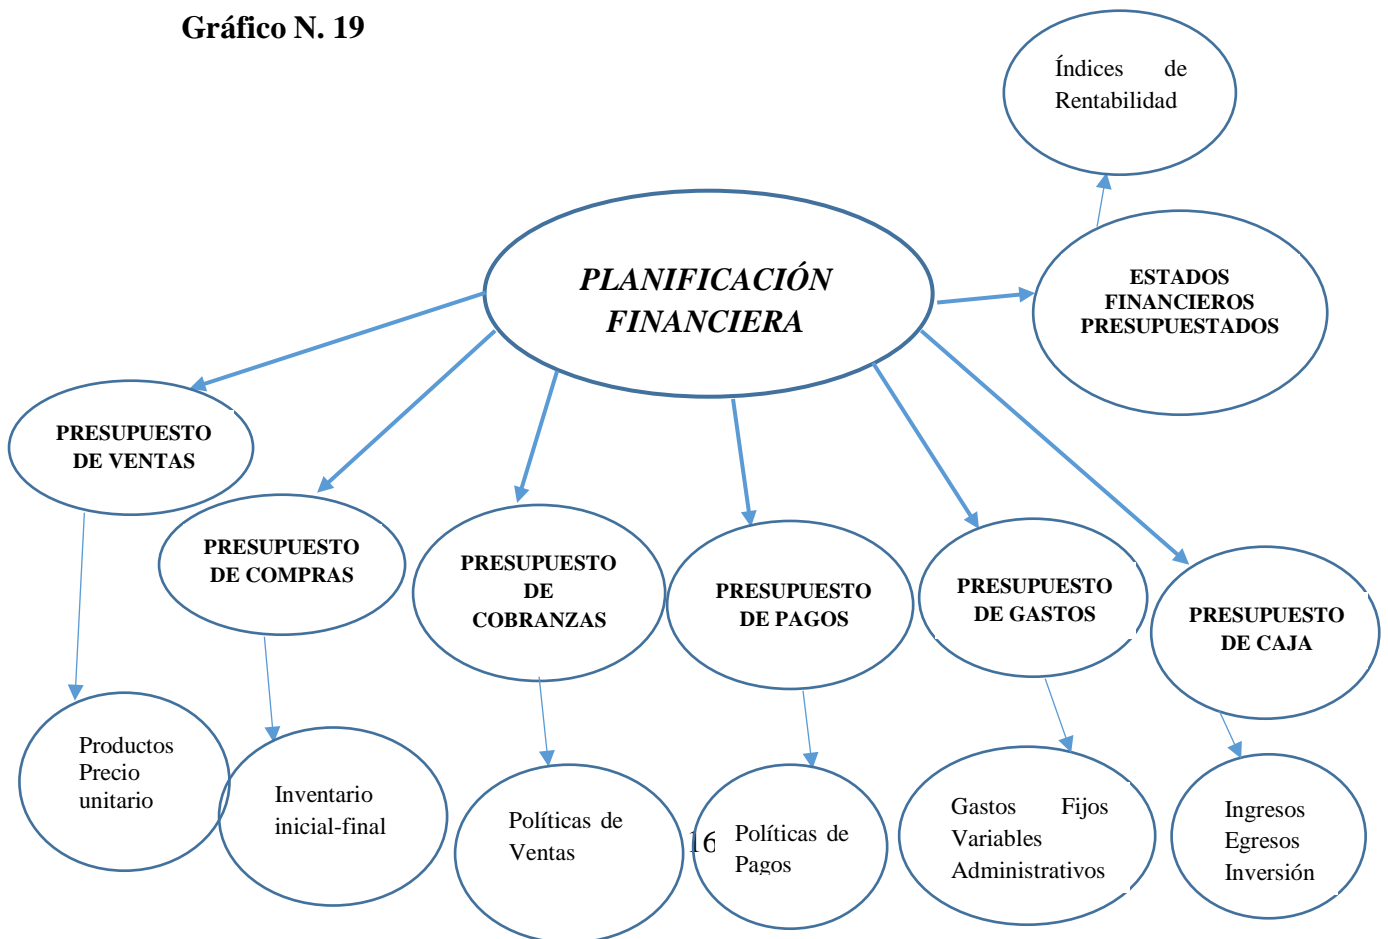 Gráfico N. 19
Índices de
Rentabilidad
PLANIFICACIÓN
FINANCIERA
ESTADOS
FINANCIEROS
PRESUPUESTADOS
PRESUPUESTO
DE VENTAS
PRESUPUESTO
DE COMPRAS
PRESUPUESTO
DE
COBRANZAS
PRESUPUESTO
DE PAGOS
PRESUPUESTO
DE GASTOS
PRESUPUESTO
DE CAJA
Productos
Precio
unitario
Inventario
inicial-final
Políticas de
Ventas
16
Políticas de
Pagos
Gastos Fijos
Variables
Administrativos
Ingresos
Egresos
Inversión